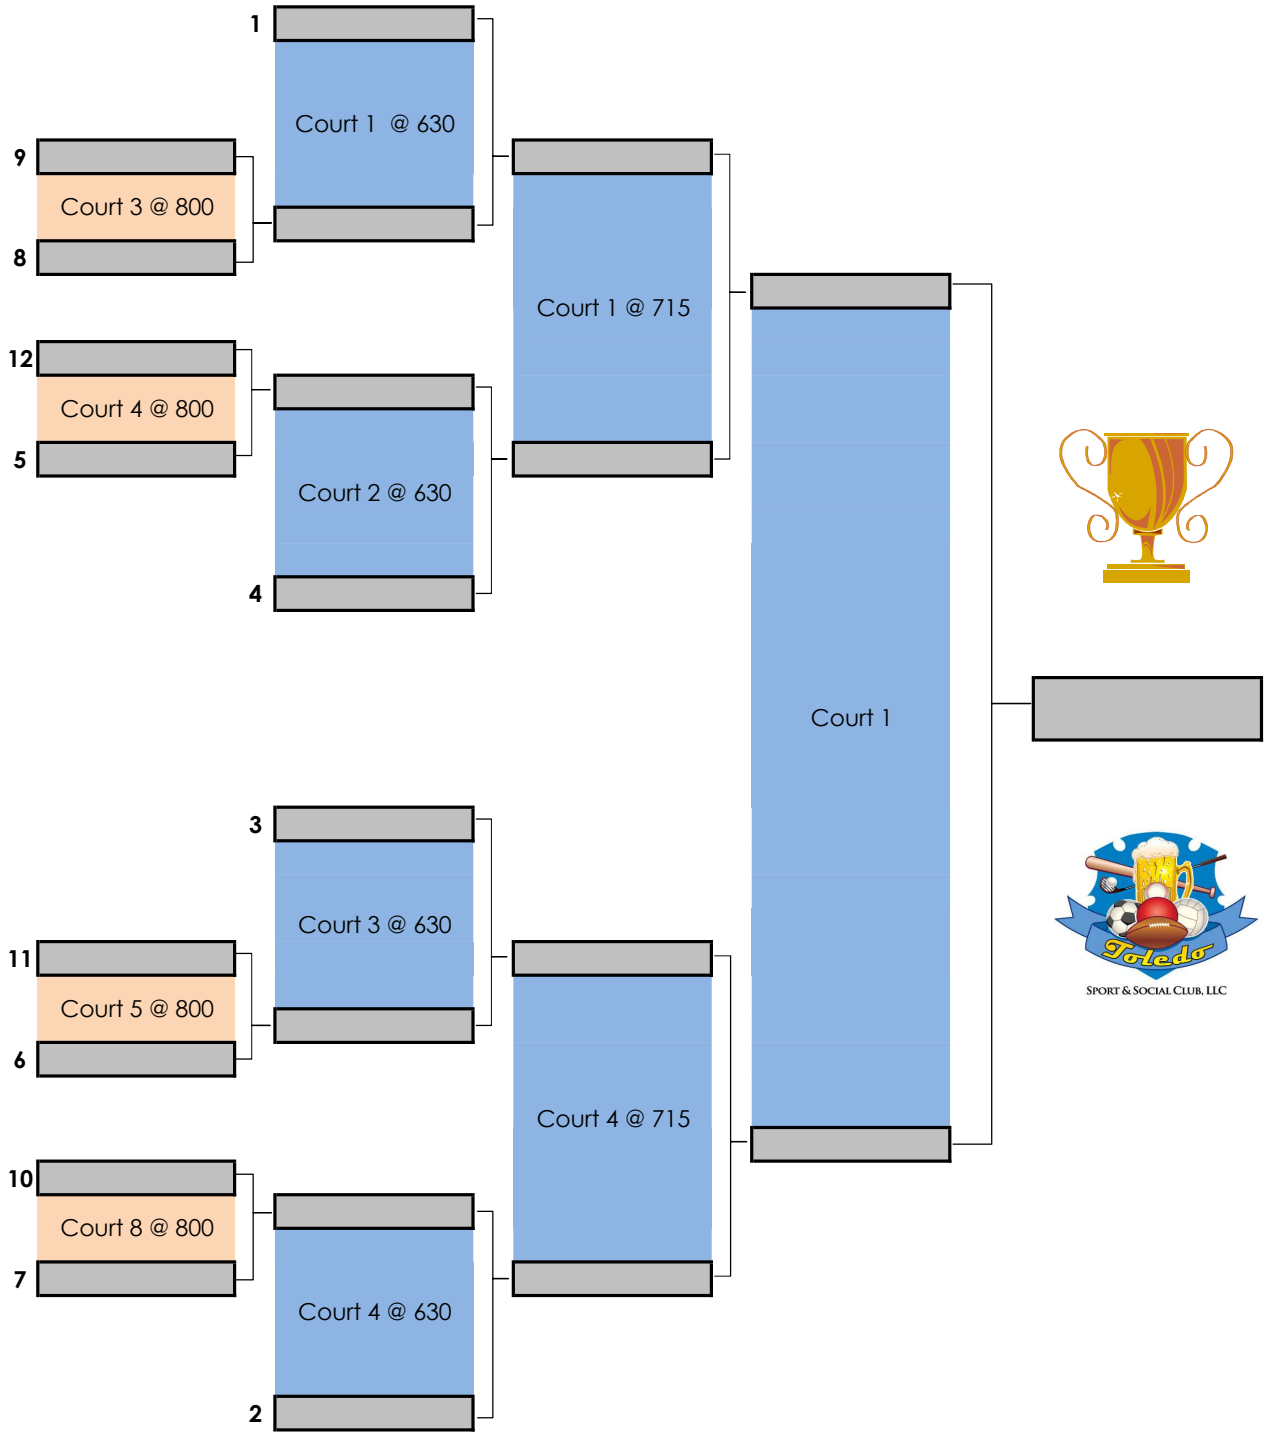 1
Court 1  @ 630
9
Court 3 @ 800
8
Court 1 @ 715
12
Court 4 @ 800
5
Court 2 @ 630
4
Court 1
3
Court 3 @ 630
11
Court 5 @ 800
6
Court 4 @ 715
10
Court 8 @ 800
7
Court 4 @ 630
2
Toledo
SPORT & SOCIAL CLUB, LLC